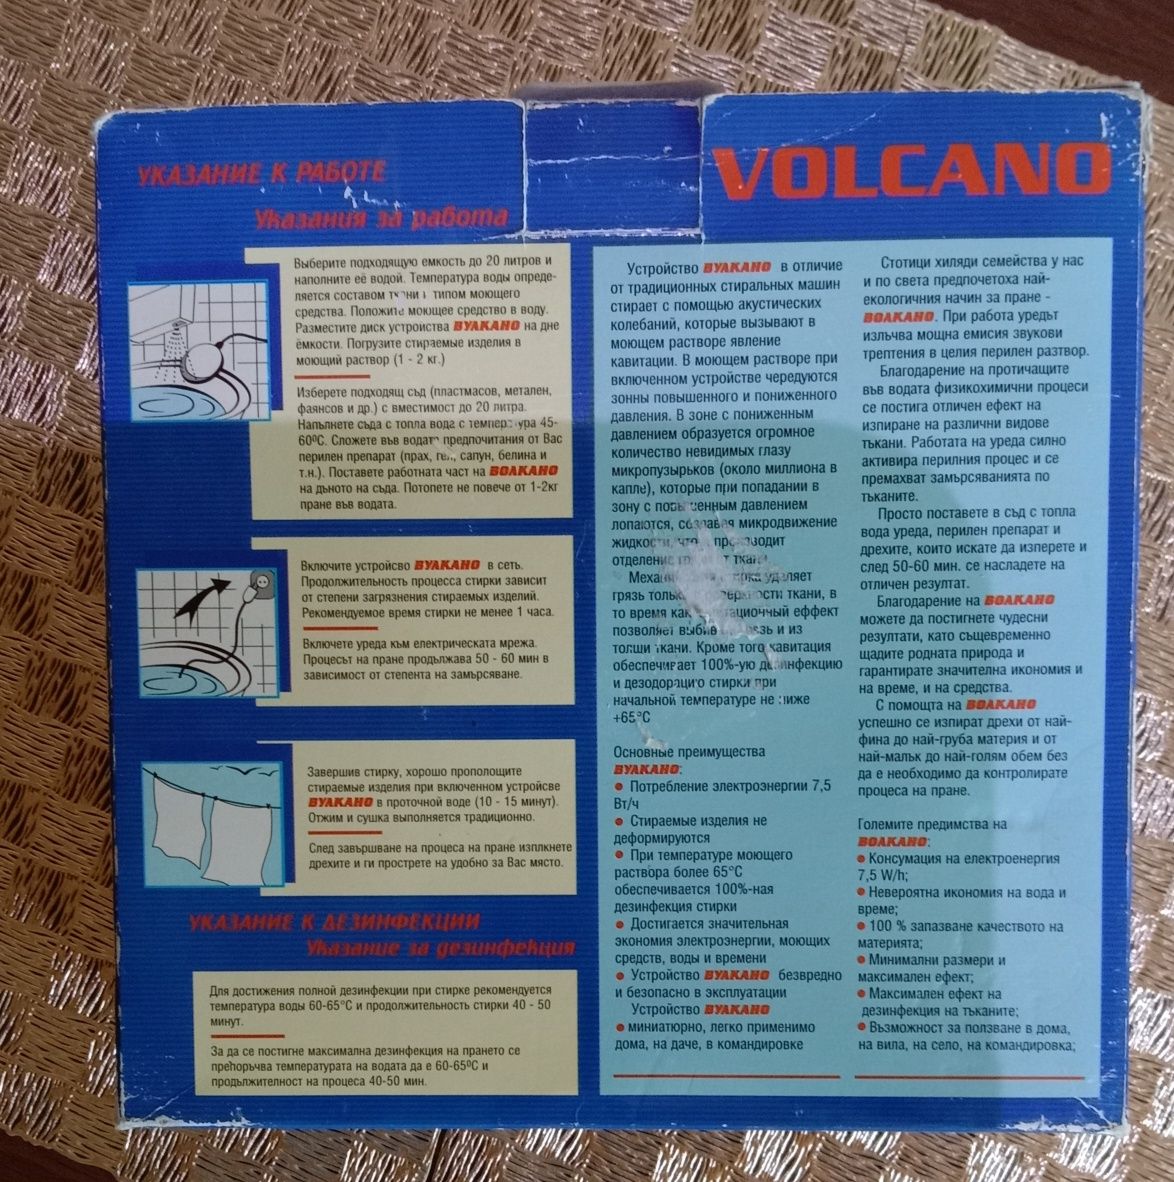 VOLCANO
УКАЗАНИЕ К РАБОТЕ
Указания за работа
Выберите подходящую емкость до 20 литров и
наполните её водой. Температура воды опреде-
ляется составом ткани и типом моющего
средства. Положите моющее средство в воду.
Разместите диск устройства ВУЛКАНО на дне
ёмкости. Погрузите стираемые изделия в
моющий раствор (1 - 2 кг.)
Изберете подходящ съд (пластмасов, метален,
фаянсов и др.) с вместимост до 20 литра.
Напълнете съда с топла вода с температура 45-
60ºС. Сложете във водата предпочитания от Вас
перилен препарат (прах, гел, сапун, белина и
т.н.). Поставете работната част на ВОЛКАНО
на дъното на съда. Потопете не повече от 1-2кг
пране във водата.
Включите устройсво ВУЛКАНО в сеть.
Продолжительность процесса стирки зависит
от степени загрязнения стираемых изделий.
Рекомендуемое время стирки не менее 1 часа.
Включете уреда към електрическата мрежа.
Процесът на пране продължава 50 - 60 мин в
зависимост от степента на замърсяване.
Завершив стирку, хорошо прополощите
стираемые изделия при включенном устройсве
ВУЛКАНО в проточной воде (10 - 15 минут).
Отжим и сушка выполняется традиционно.
След завършване на процеса на пране изплкнете
дрехите и ги прострете на удобно за Вас място.
УКАЗАНИЕ К ДЕЗИНФЕКЦИИ
Указание за дезинфекция
Для достижения полной дезинфекции при стирке рекомендуется
температура воды 60-65°С и продолжительность стирки 40 - 50
минут.
За да се постигне максимална дезинфекция на прането се
препоръчва температурата на водата да е 60-65ºС и
продължителност на процеса 40-50 мин.
Устройство ВУЛКАНО в отличие
от традиционных стиральных машин
стирает с помощью акустических
колебаний, которые вызывают в
моющем растворе явление
кавитации. В моющем растворе при
включенном устройстве чередуются
зонны повышенного и пониженного
давления. В зоне с пониженным
давлением образуется огромное
количество невидимых глазу
микропузырьков (около миллиона в
капле), которые при попадании в
зону с повышенным давлением
лопаются, создавая микродвижение
жидкости, что производит
отделение от ткани.
Механическая стирка удаляет
грязь только с поверхности ткани, в
то время как кавитационный эффект
позволяет выбив грязь и из
толши ткани. Кроме того кавитация
обеспечивает 100%-ую дезинфекцию
и дезодорацию стирки при
начальной температуре не ниже
+65°С
Основные преимущества
ВУЛКАНО:
• Потребление электроэнергии 7,5
Вт/ч
• Стираемые изделия не
деформируются
• При температуре моющего
раствора более 65°С
обеспечивается 100%-ная
дезинфекция стирки
• Достигается значительная
экономия электроэнергии, моющих
средств, воды и времени
• Устройство ВУЛКАНО безвредно
и безопасно в эксплуатации
Устройство ВУЛКАНО
• миниатюрно, легко применимо
дома, на даче, в командировке
Стотици хиляди семейства у нас
и по света предпочетоха най-
екологичния начин за пране -
ВОЛКАНО. При работа уредът
излъчва мощна емисия звукови
трептения в целия перилен разтвор.
Благодарение на протичащите
във водата физикохимични процеси
се постига отличен ефект на
изпиране на различни видове
тъкани. Работата на уреда силно
активира перилния процес и се
премахват замърсяванията по
тъканите.
Просто поставете в съд с топла
вода уреда, перилен препарат и
дрехите, които искате да изперете и
след 50-60 мин. се насладете на
отличен резултат.
Благодарение на ВОЛКАНО
можете да постигнете чудесни
резултати, като същевременно
щадите родната природа и
гарантирате значителна икономия и
на време, и на средства.
С помощта на ВОЛКАНО
успешно се изпират дрехи от най-
фина до най-груба материя и от
най-малък до най-голям обем без
да е необходимо да контролирате
процеса на пране.
Големите предимства на
ВОЛКАНО:
• Консумация на електроенергия
7,5 W/h;
• Невероятна икономия на вода и
време;
• 100 % запазване качеството на
материята;
• Минимални размери и
максимален ефект;
• Максимален ефект на
дезинфекция на тъканите;
• Възможност за ползване в дома,
на вила, на село, на командировка;